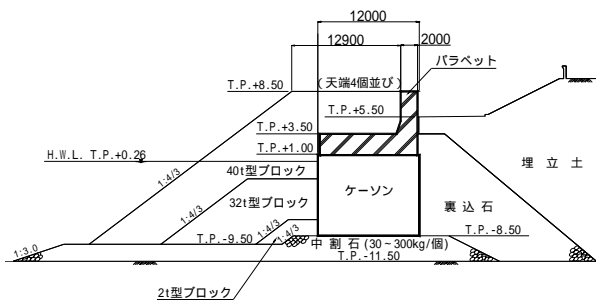 12000
12900
2000
パラペット
T.P.+8.50
(天端4個並び)
T.P.+5.50
T.P.+3.50
T.P.+1.00
H.W.L. T.P.+0.26
1:4/3
40t型ブロック
ケーソン
埋立土
1:4/3
32t型ブロック
裏込石
1:4/3
1:4/3
T.P.-9.50
T.P.-8.50
1:3.0
中割石(30~300kg/個)
T.P.-11.50
2t型ブロック